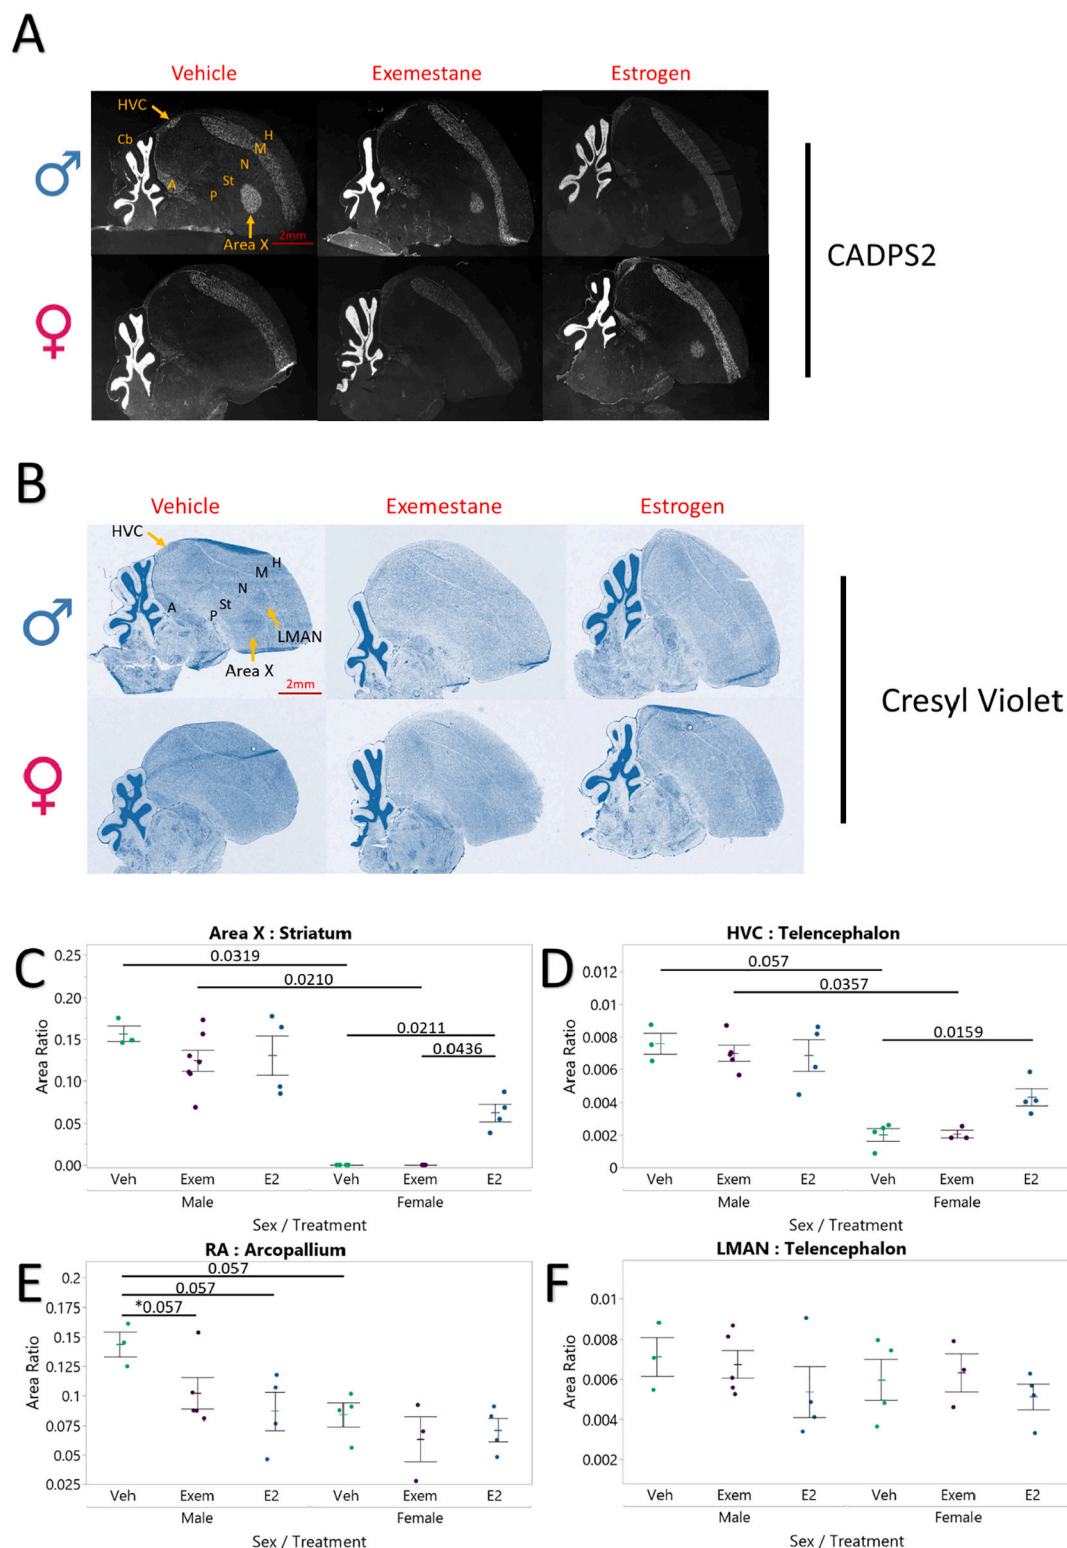 A
Vehicle Exemestane Estrogen
HVC
Cb
H
M
N
A
St
P
Area X
2mm
♂
♀
CADPS2
B
Vehicle Exemestane Estrogen
HVC
H
M
N
A
St
P
LMAN
Area X
2mm
♂
♀
Cresyl Violet
C
Area X : Striatum
0.0319
0.0210
0.0211
0.0436
Area Ratio
0.25
0.20
0.15
0.10
0.05
0.00
Veh Exem E2 Veh Exem E2
Male Female
Sex / Treatment
D
HVC : Telencephalon
0.057
0.0357
0.0159
Area Ratio
0.012
0.01
0.008
0.006
0.004
0.002
0
Veh Exem E2 Veh Exem E2
Male Female
Sex / Treatment
E
RA : Arcopallium
0.057
0.057
*0.057
Area Ratio
0.2
0.175
0.15
0.125
0.1
0.075
0.05
0.025
Veh Exem E2 Veh Exem E2
Male Female
Sex / Treatment
F
LMAN : Telencephalon
Area Ratio
0.01
0.008
0.006
0.004
0.002
Veh Exem E2 Veh Exem E2
Male Female
Sex / Treatment